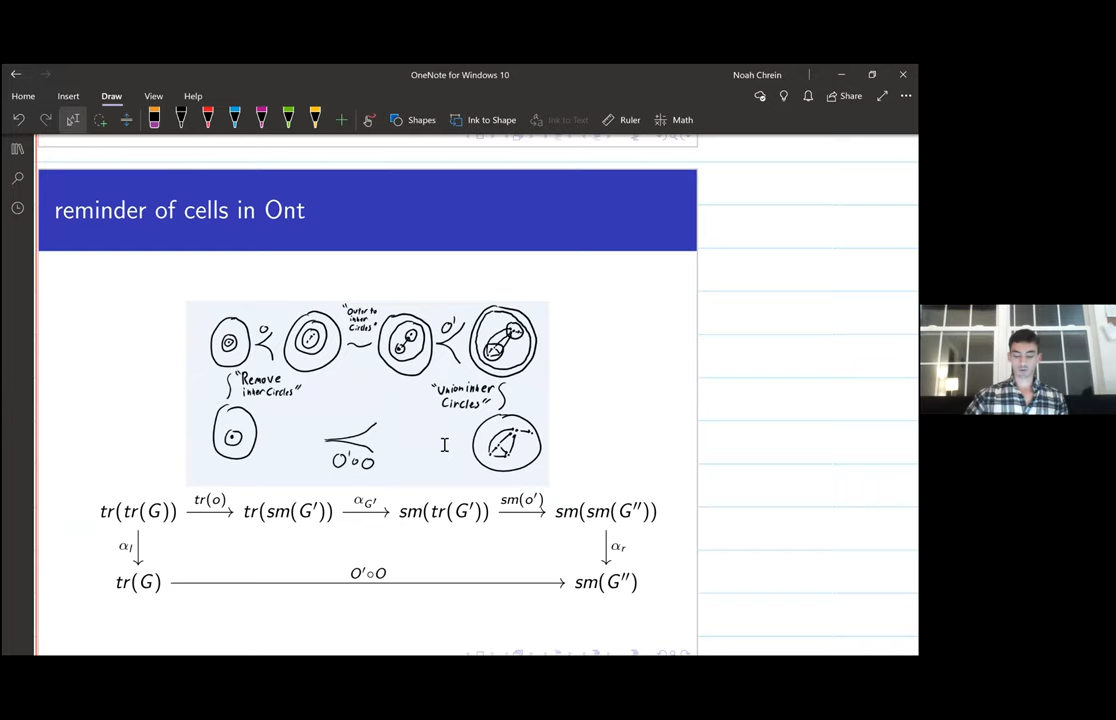 OneNote for Windows 10
Noah Chrein
Home Insert Draw View Help
Share
Shapes Ink to Shape Ink to Text Ruler Math
reminder of cells in Ont
"Outer to
inner
Circles"
O
O'
"Remove
inner Circles"
"Union inner
Circles"
O'∘O
tr(tr(G)) tr(o) tr(sm(G′)) α_G′ sm(tr(G′)) sm(o′) sm(sm(G″))
α_l α_r
tr(G) O′∘O sm(G″)